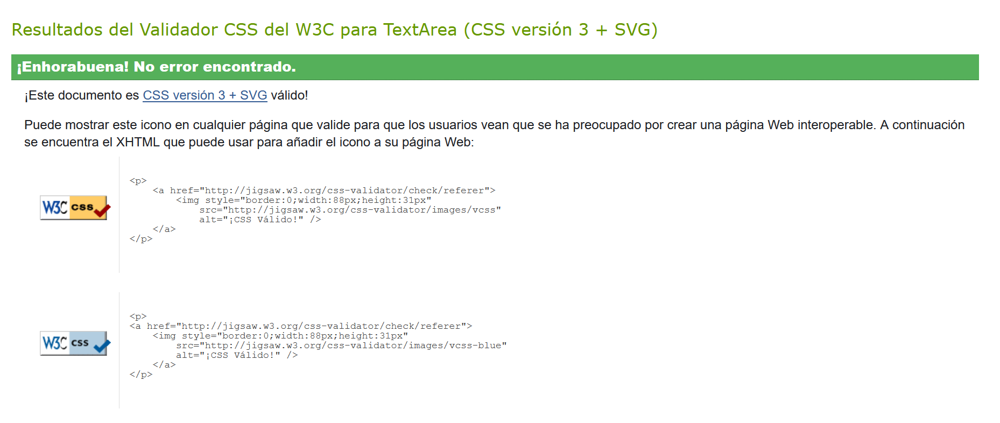 Resultados del Validador CSS del W3C para TextArea (CSS versión 3 + SVG)
¡Enhorabuena! No error encontrado.
¡Este documento es CSS versión 3 + SVG válido!
Puede mostrar este icono en cualquier página que valide para que los usuarios vean que se ha preocupado por crear una página Web interoperable. A continuación
se encuentra el XHTML que puede usar para añadir el icono a su página Web:
W3C css
<p>
    <a href="http://jigsaw.w3.org/css-validator/check/referer">
        <img style="border:0;width:88px;height:31px"
            src="http://jigsaw.w3.org/css-validator/images/vcss"
            alt="¡CSS Válido!" />
    </a>
</p>
W3C css
<p>
<a href="http://jigsaw.w3.org/css-validator/check/referer">
    <img style="border:0;width:88px;height:31px"
        src="http://jigsaw.w3.org/css-validator/images/vcss-blue"
        alt="¡CSS Válido!" />
    </a>
</p>